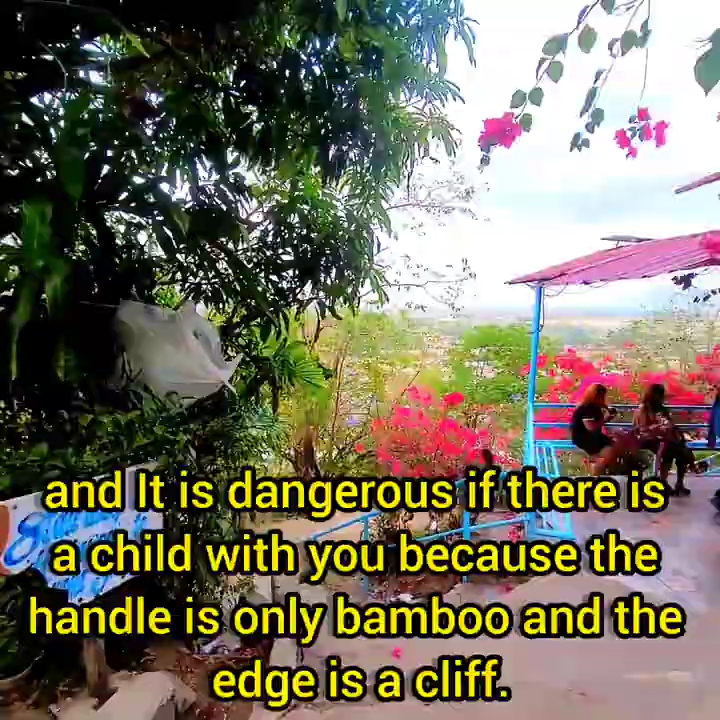 and It is dangerous if there is
a child with you because the
handle is only bamboo and the
edge is a cliff.